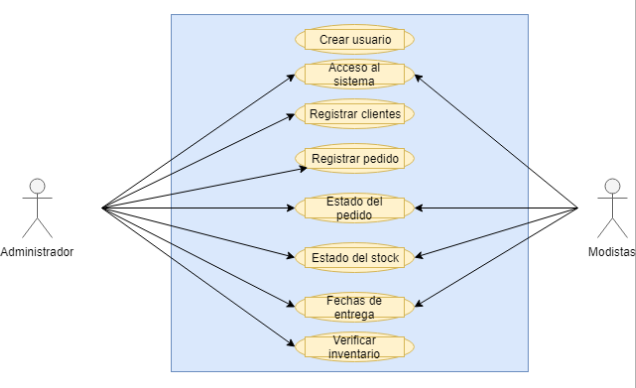 Crear usuario
Acceso al
sistema
Registrar clientes
Registrar pedido
Estado del
pedido
Administrador
Modistas
Estado del stock
Fechas de
entrega
Verificar
inventario